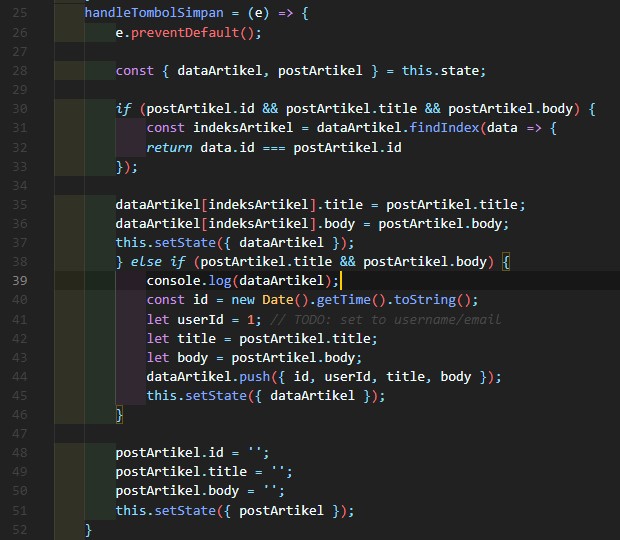 25 handleTombolSimpan = (e) => {
26 e.preventDefault();
27
28 const { dataArtikel, postArtikel } = this.state;
29
30 if (postArtikel.id && postArtikel.title && postArtikel.body) {
31 const indeksArtikel = dataArtikel.findIndex(data => {
32 return data.id === postArtikel.id
33 });
34
35 dataArtikel[indeksArtikel].title = postArtikel.title;
36 dataArtikel[indeksArtikel].body = postArtikel.body;
37 this.setState({ dataArtikel });
38 } else if (postArtikel.title && postArtikel.body) {
39 console.log(dataArtikel);
40 const id = new Date().getTime().toString();
41 let userId = 1; // TODO: set to username/email
42 let title = postArtikel.title;
43 let body = postArtikel.body;
44 dataArtikel.push({ id, userId, title, body });
45 this.setState({ dataArtikel });
46 }
47
48 postArtikel.id = '';
49 postArtikel.title = '';
50 postArtikel.body = '';
51 this.setState({ postArtikel });
52 }